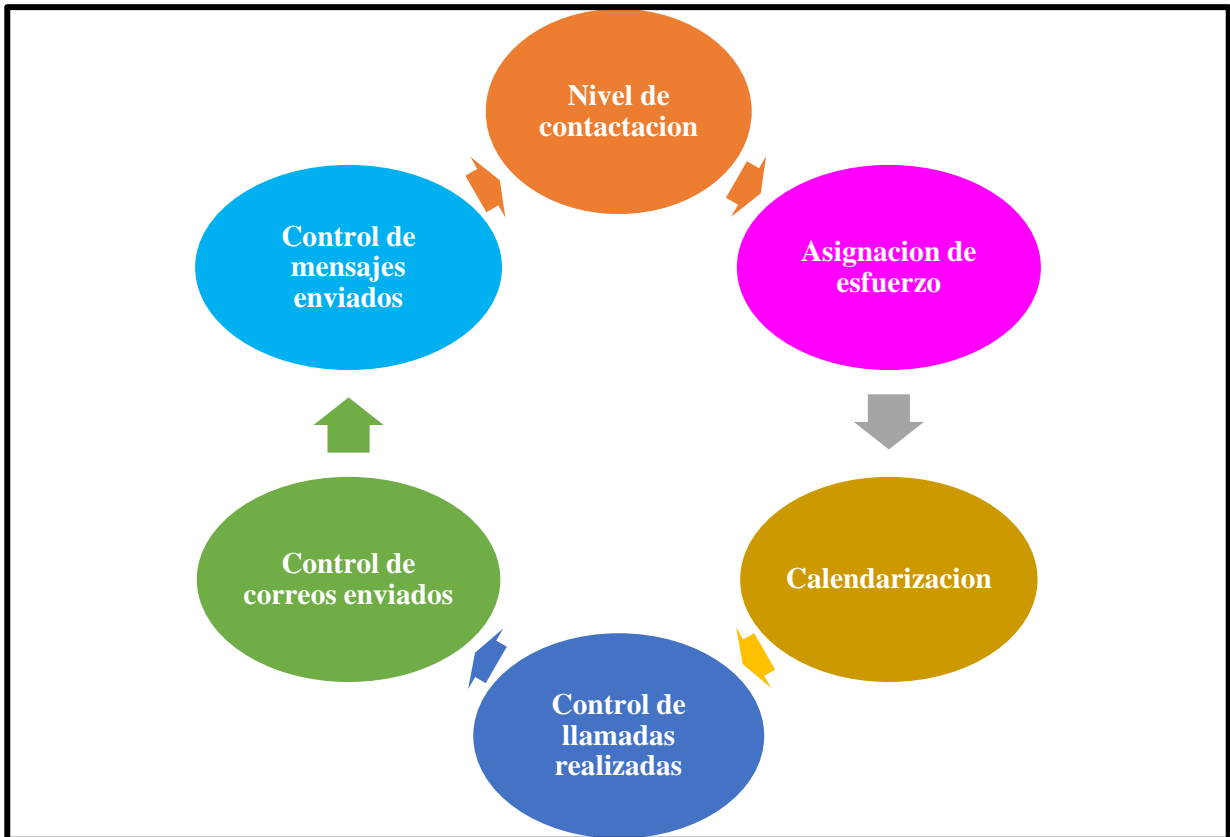 Nivel de
contactacion
Asignacion de
esfuerzo
Calendarizacion
Control de
llamadas
realizadas
Control de
correos enviados
Control de
mensajes
enviados